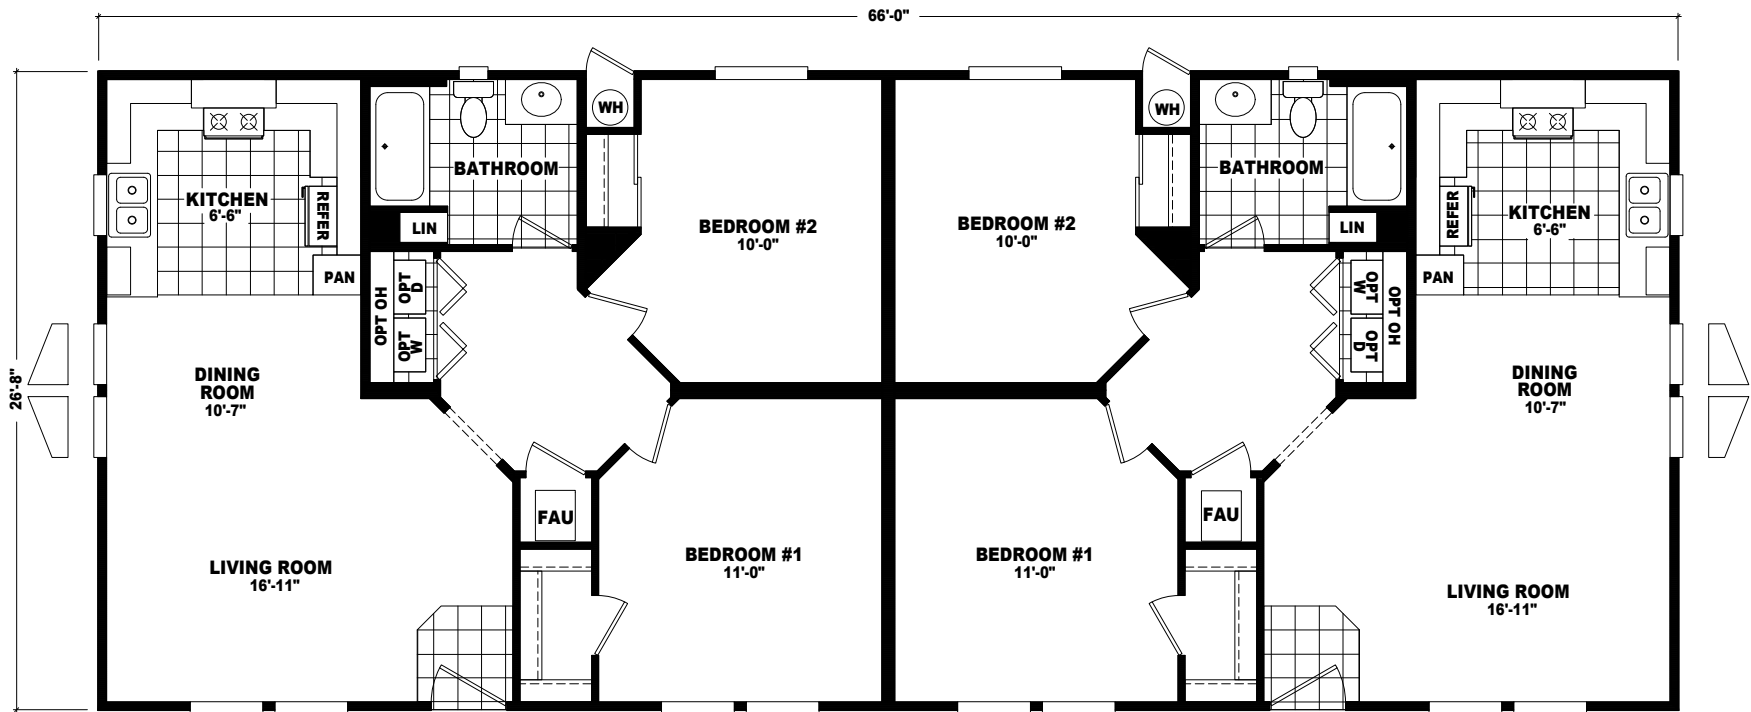 66'-0"
26'-8"
WH
WH
BATHROOM
BATHROOM
KITCHEN
6'-6"
REFER
LIN
PAN
BEDROOM #2
10'-0"
BEDROOM #2
10'-0"
LIN
REFER
KITCHEN
6'-6"
PAN
OPT OH
OPT
D
OPT
W
OPT
W
OPT
D
OPT OH
DINING
ROOM
10'-7"
DINING
ROOM
10'-7"
FAU
FAU
LIVING ROOM
16'-11"
BEDROOM #1
11'-0"
BEDROOM #1
11'-0"
LIVING ROOM
16'-11"